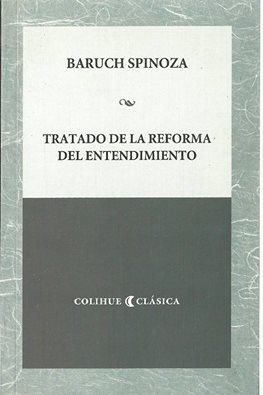 BARUCH SPINOZA
TRATADO DE LA REFORMA
DEL ENTENDIMIENTO
COLIHUE CLÁSICA